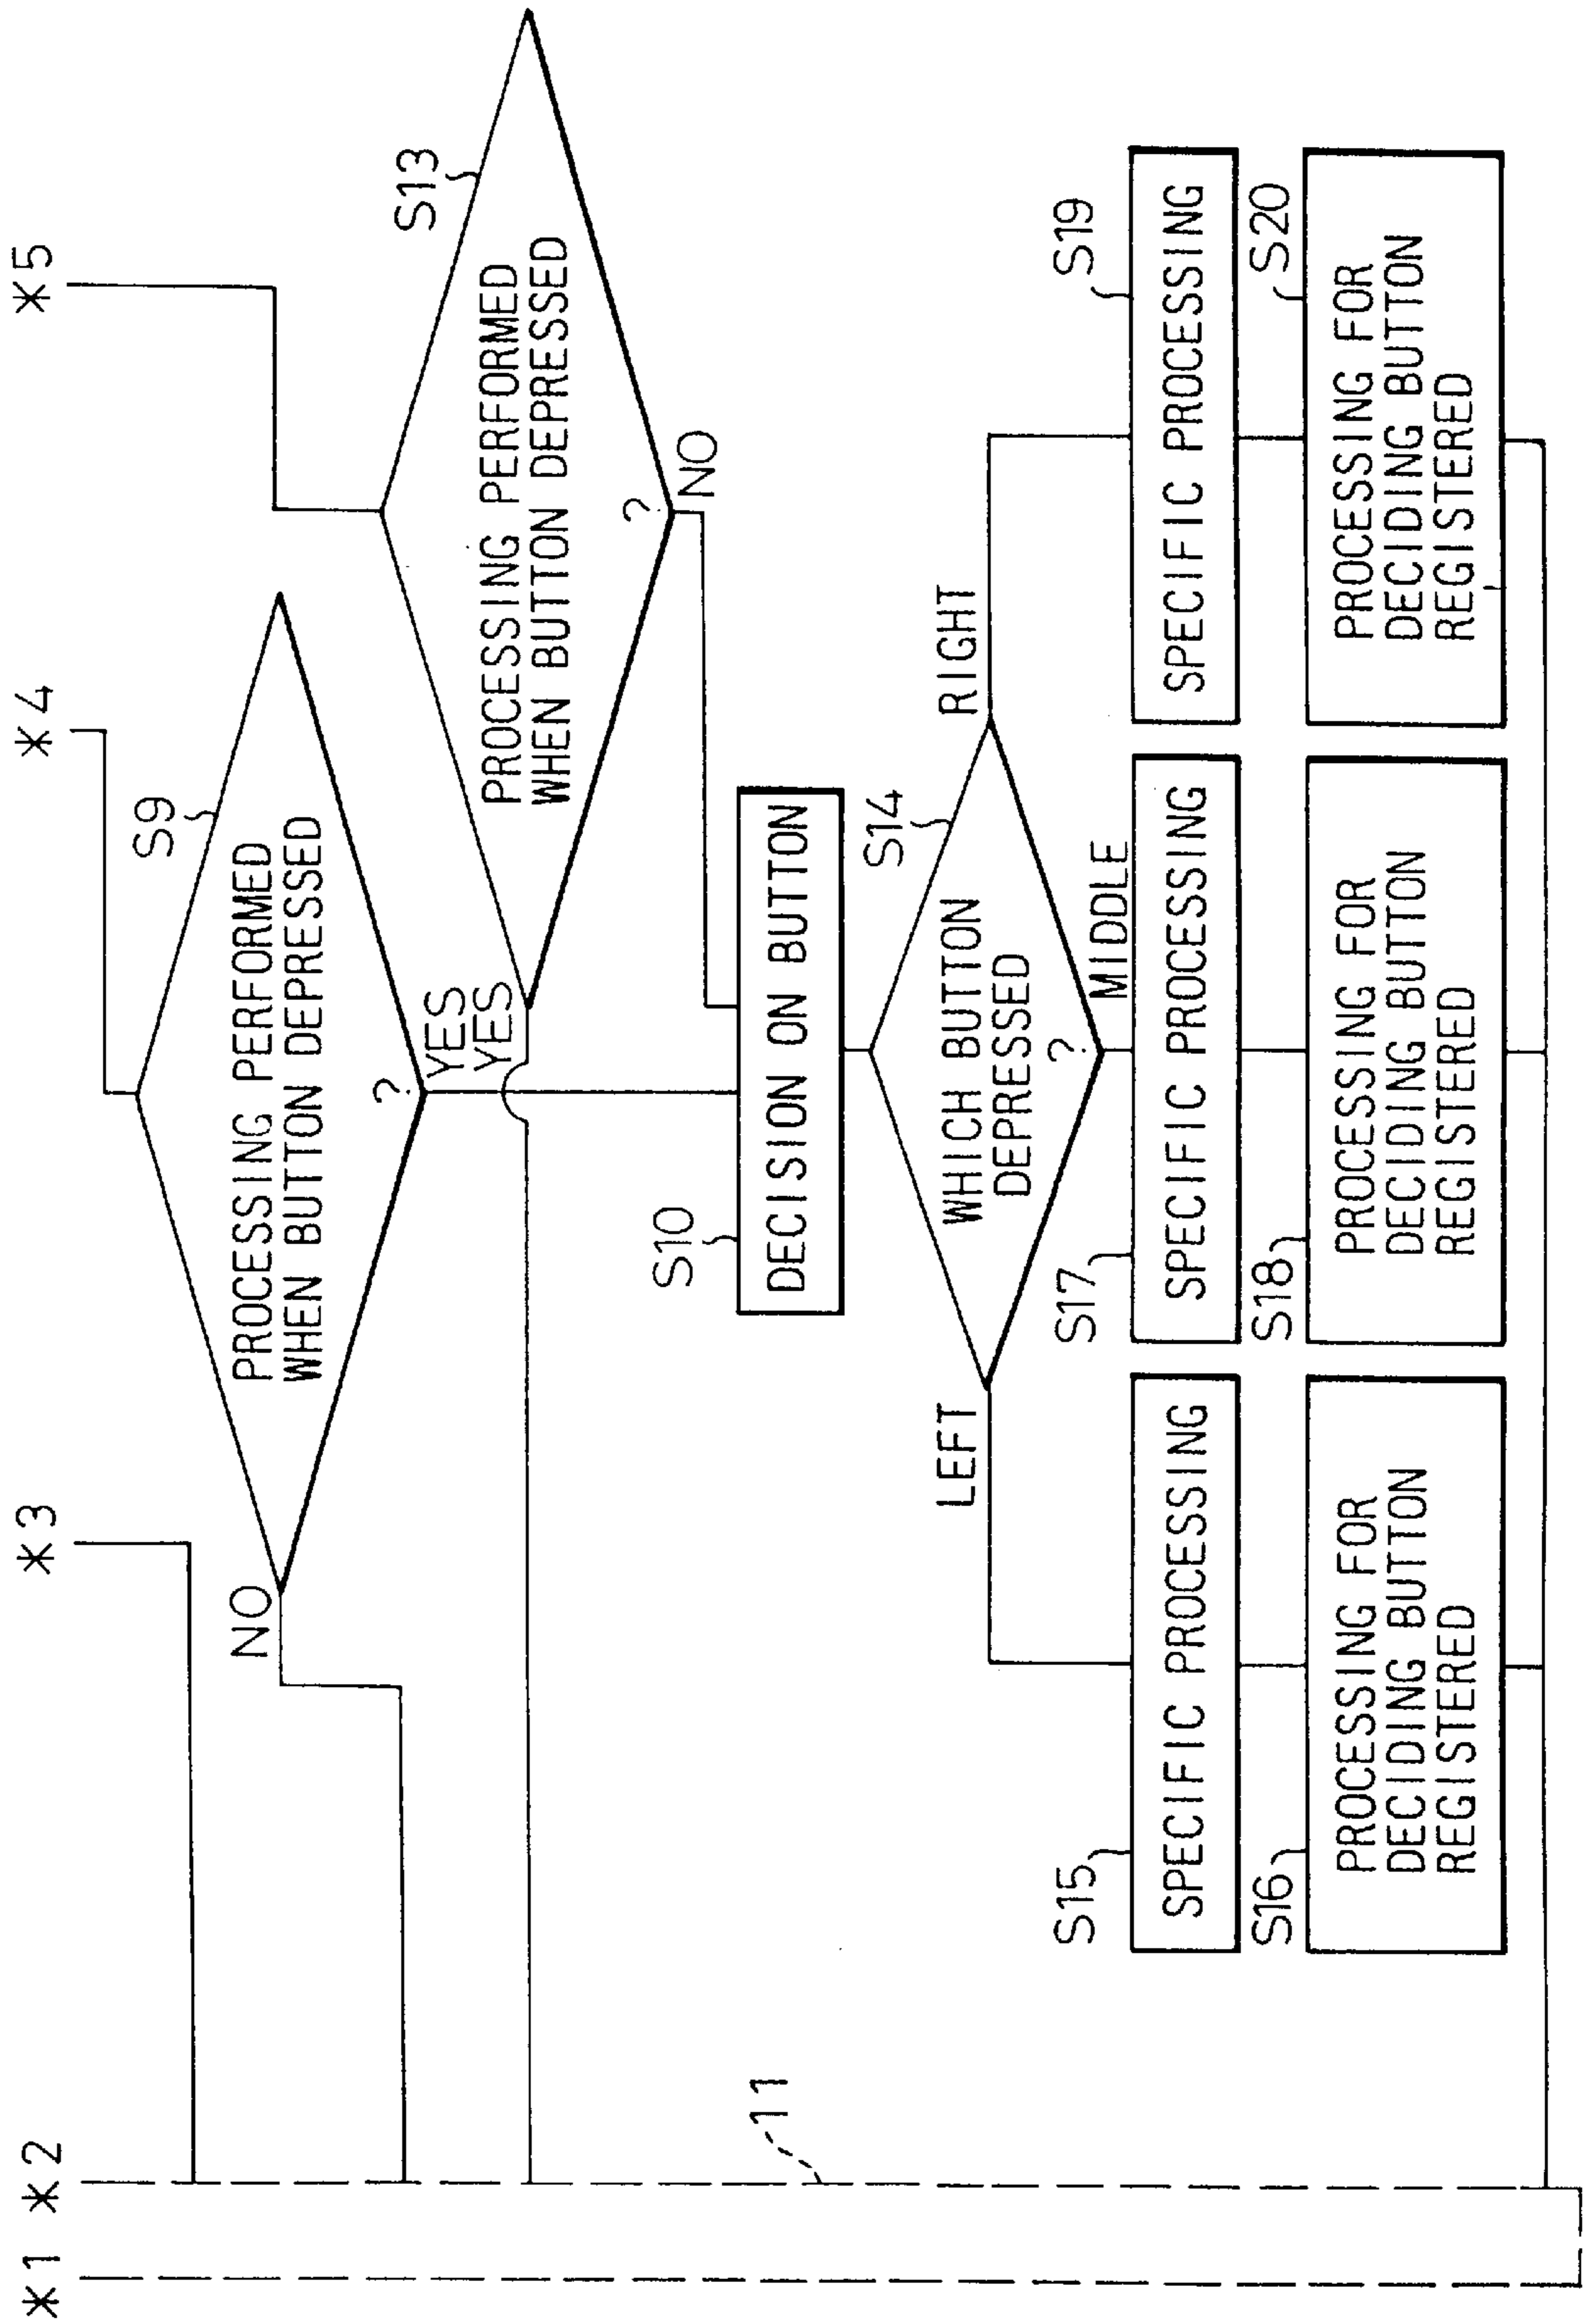 *1 *2
*3
*4
*5
S9
PROCESSING PERFORMED
WHEN BUTTON DEPRESSED
?
NO
YES
S13
PROCESSING PERFORMED
WHEN BUTTON DEPRESSED
?
YES
NO
S10
DECISION ON BUTTON
S14
WHICH BUTTON
DEPRESSED
?
LEFT
MIDDLE
RIGHT
S15
SPECIFIC PROCESSING
S17
SPECIFIC PROCESSING
S19
SPECIFIC PROCESSING
S16
PROCESSING FOR
DECIDING BUTTON
REGISTERED
S18
PROCESSING FOR
DECIDING BUTTON
REGISTERED
S20
PROCESSING FOR
DECIDING BUTTON
REGISTERED
11